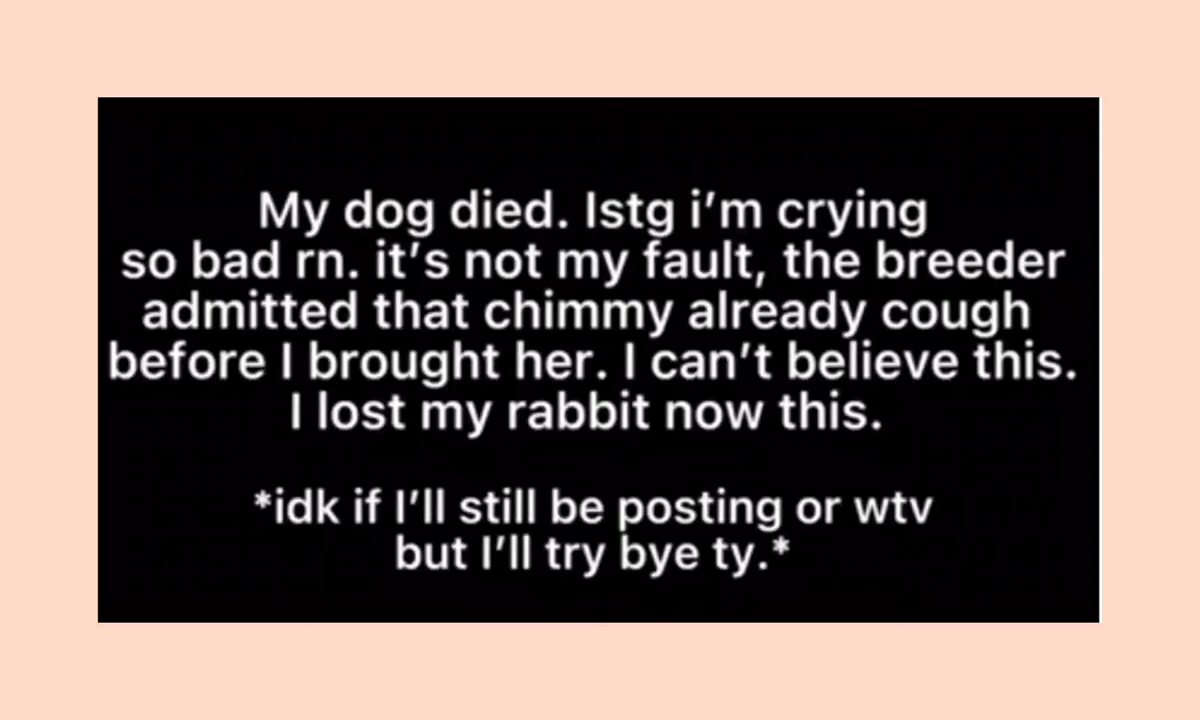 My dog died. Istg i’m crying
so bad rn. it’s not my fault, the breeder
admitted that chimmy already cough
before I brought her. I can’t believe this.
I lost my rabbit now this.
*idk if I’ll still be posting or wtv
but I’ll try bye ty.*